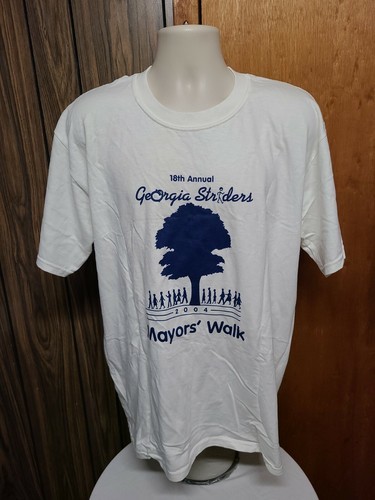 18th Annual
Georgia Striders
2004
Mayors' Walk